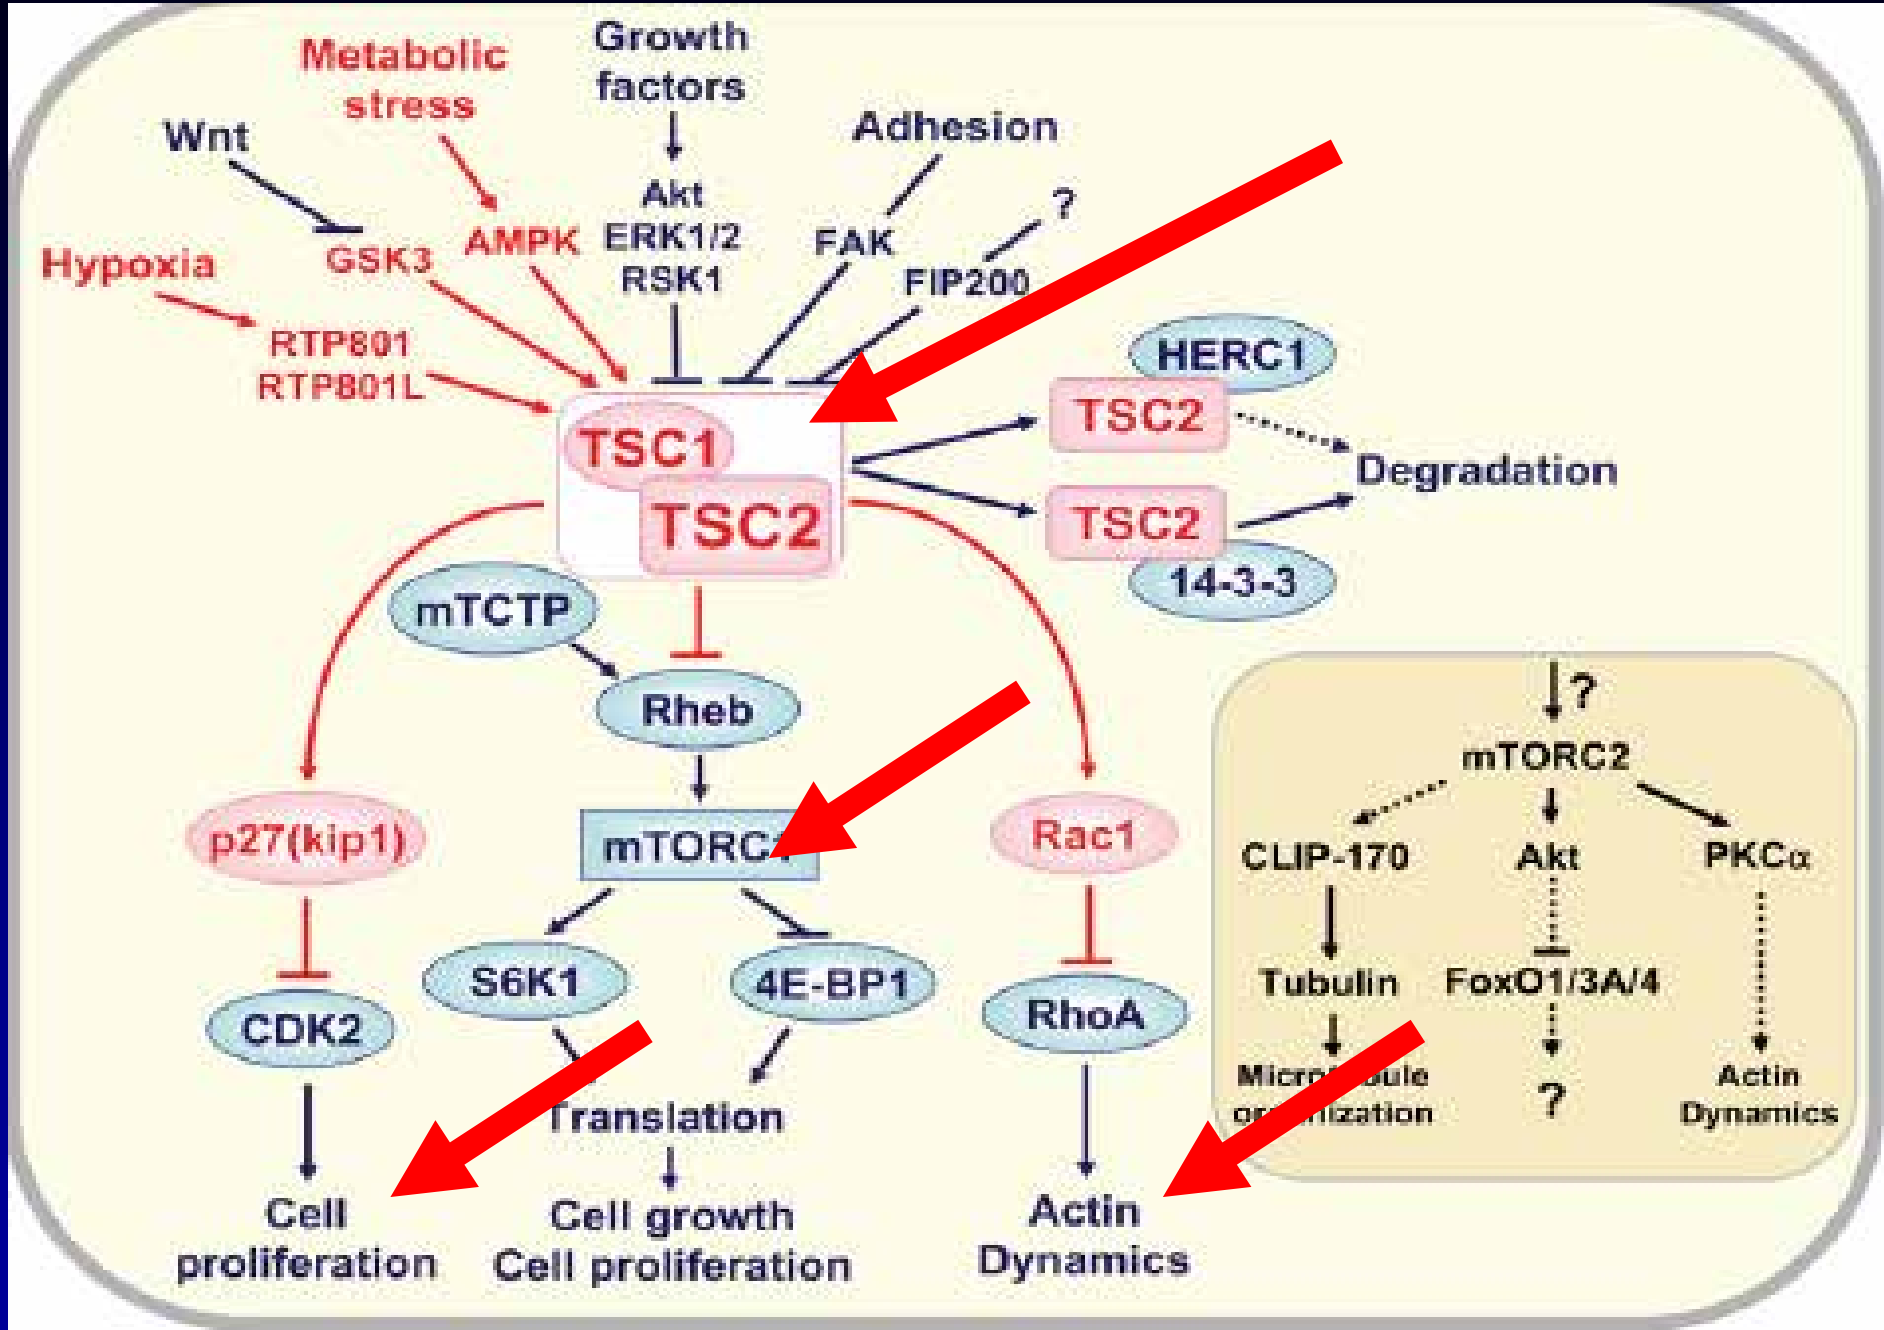 Growth
factors
Metabolic
stress
Wnt
Adhesion
Akt
ERK1/2
RSK1
?
Hypoxia
GSK3
AMPK
FAK
FIP200
RTP801
RTP801L
HERC1
TSC2
TSC1
TSC2
Degradation
TSC2
14-3-3
mTCTP
Rheb
?
mTORC2
p27(kip1)
mTORC1
Rac1
CLIP-170
Akt
PKCα
S6K1
4E-BP1
Tubulin
FoxO1/3A/4
CDK2
RhoA
?
Actin
Dynamics
Translation
Cell
proliferation
Cell growth
Cell proliferation
Actin
Dynamics